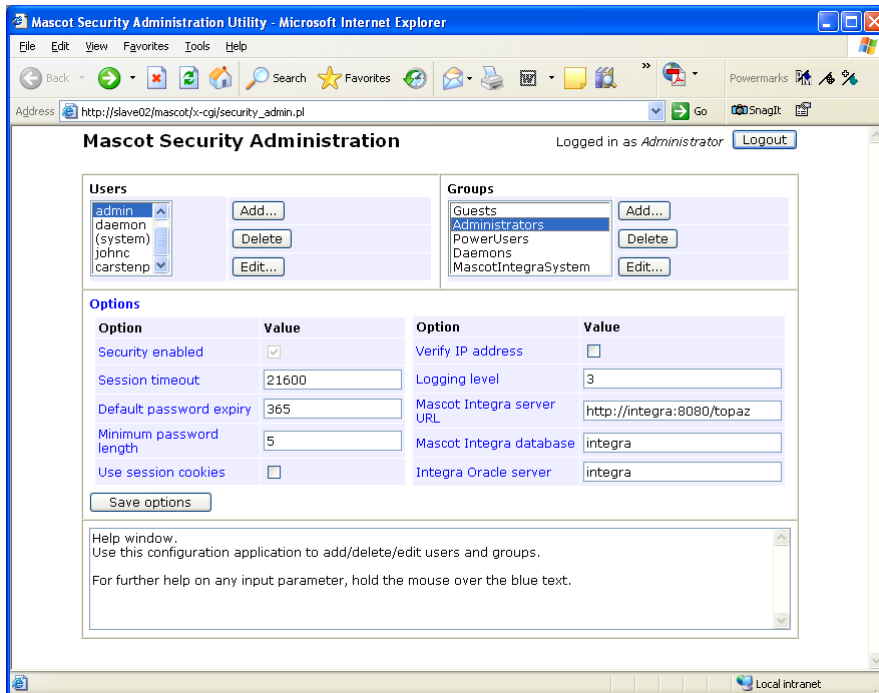 Mascot Security Administration Utility - Microsoft Internet Explorer
File Edit View Favorites Tools Help
Back Search Favorites » Powermarks
Address http://slave02/mascot/x-cgi/security_admin.pl Go SnagIt
Mascot Security Administration Logged in as Administrator Logout
Users
admin
daemon
(system)
johnc
carstenp
Add...
Delete
Edit...
Groups
Guests
Administrators
PowerUsers
Daemons
MascotIntegraSystem
Add...
Delete
Edit...
Options
Option Value
Security enabled
Session timeout 21600
Default password expiry 365
Minimum password
length 5
Use session cookies
Option Value
Verify IP address
Logging level 3
Mascot Integra server
URL http://integra:8080/topaz
Mascot Integra database integra
Integra Oracle server integra
Save options
Help window.
Use this configuration application to add/delete/edit users and groups.
For further help on any input parameter, hold the mouse over the blue text.
Local intranet